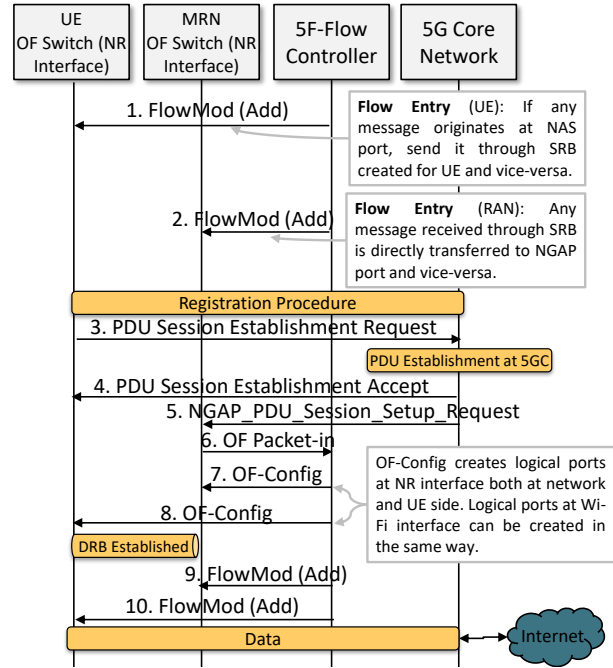 UE
OF Switch (NR
Interface)
MRN
OF Switch (NR
Interface)
5F-Flow
Controller
5G Core
Network
1. FlowMod (Add)
Flow Entry (UE): If any
message originates at NAS
port, send it through SRB
created for UE and vice-versa.
2. FlowMod (Add)
Flow Entry (RAN): Any
message received through SRB
is directly transferred to NGAP
port and vice-versa.
Registration Procedure
3. PDU Session Establishment Request
PDU Establishment at 5GC
4. PDU Session Establishment Accept
5. NGAP_PDU_Session_Setup_Request
6. OF Packet-in
7. OF-Config
OF-Config creates logical ports
at NR interface both at network
and UE side. Logical ports at Wi-
Fi interface can be created in
the same way.
8. OF-Config
DRB Established
9. FlowMod (Add)
10. FlowMod (Add)
Data
Internet